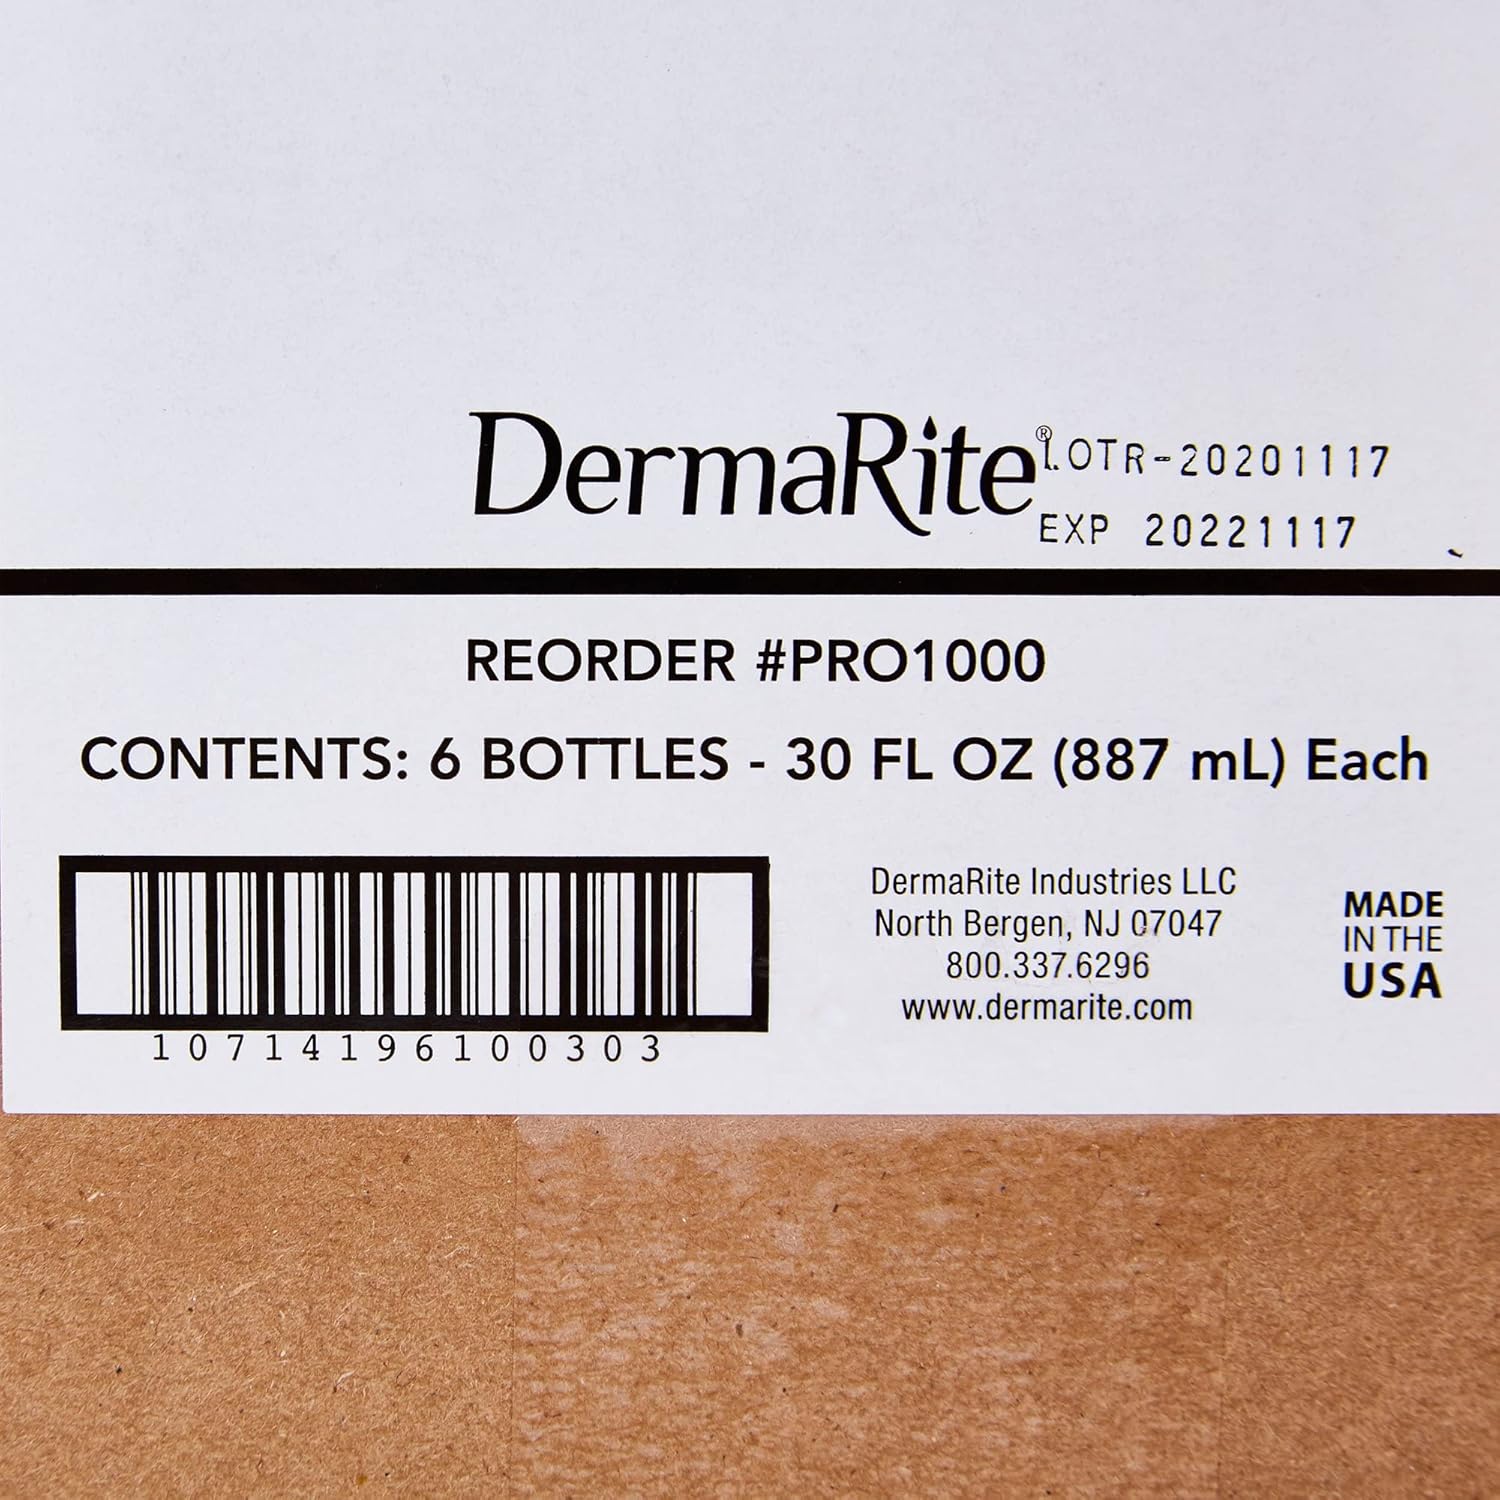 DermaRite® LOTR-20201117
EXP 20221117
REORDER #PRO1000
CONTENTS: 6 BOTTLES - 30 FL OZ (887 mL) Each
DermaRite Industries LLC
North Bergen, NJ 07047
800.337.6296
www.dermarite.com
MADE
IN THE
USA
10714196100303